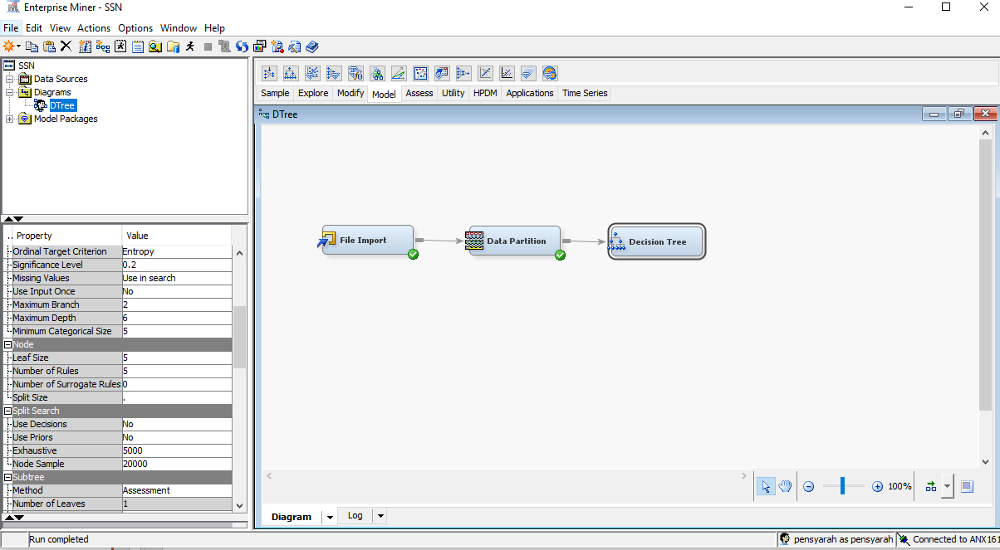 Enterprise Miner - SSN
File Edit View Actions Options Window Help
SSN
Data Sources
Diagrams
DTree
Model Packages
.. Property Value
Ordinal Target Criterion Entropy
Significance Level 0.2
Missing Values Use in search
Use Input Once No
Maximum Branch 2
Maximum Depth 6
Minimum Categorical Size 5
Node
Leaf Size 5
Number of Rules 5
Number of Surrogate Rules 0
Split Size .
Split Search
Use Decisions No
Use Priors No
Exhaustive 5000
Node Sample 20000
Subtree
Method Assessment
Number of Leaves 1
Sample Explore Modify Model Assess Utility HPDM Applications Time Series
DTree
File Import
Data Partition
Decision Tree
100%
Diagram Log
Run completed
pensyarah as pensyarah
Connected to ANX161